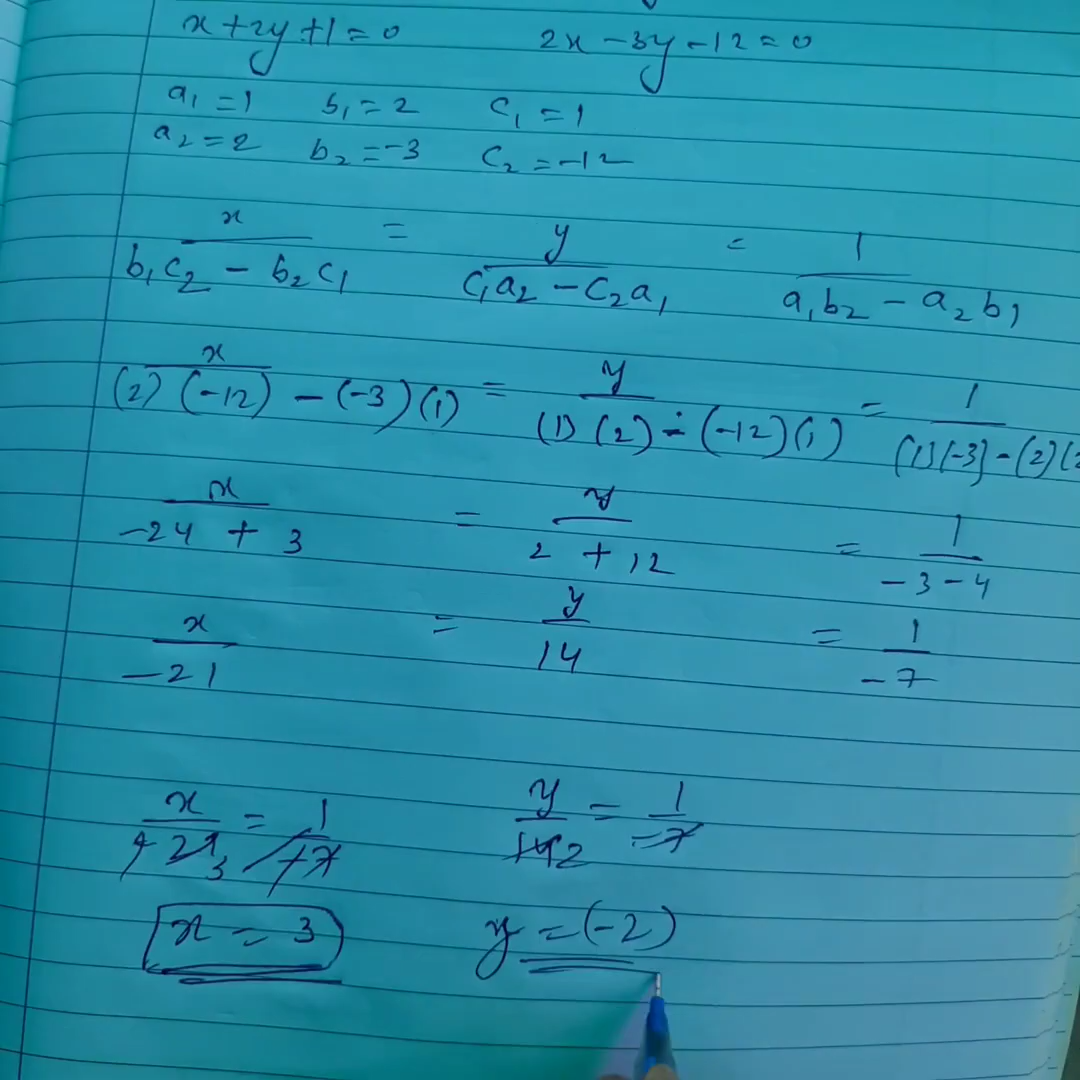 x+2y+1=0 2x-3y-12=0
a₁=1 b₁=2 c₁=1
a₂=2 b₂=-3 c₂=-12
x/(b₁c₂ - b₂c₁) = y/(c₁a₂ - c₂a₁) = 1/(a₁b₂ - a₂b₁)
x/((2)(-12) - (-3)(1)) = y/((1)(2) - (-12)(1)) = 1/((1)(-3) - (2)(2
x/(-24 + 3) = y/(2 + 12) = 1/(-3-4)
x/-21 = y/14 = 1/-7
x/-21 3 = 1/-7 y/14 2 = 1/-7
x = 3 y = (-2)